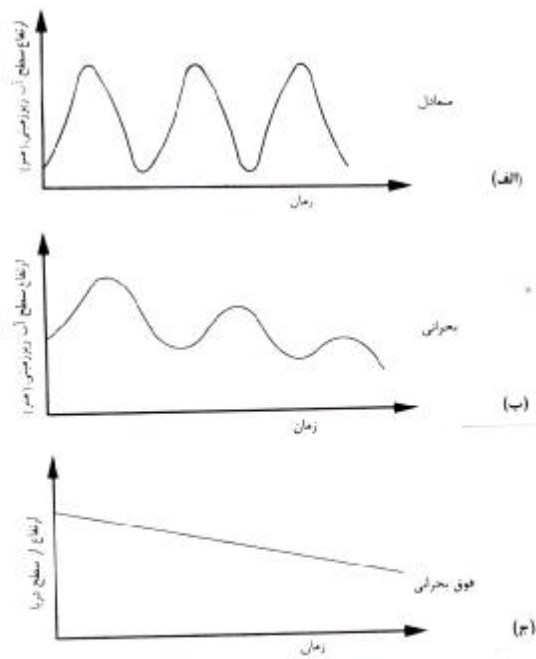 ارتفاع سطح آب زیرزمینی (متر)
متعادل
(الف)
زمان
ارتفاع سطح آب زیرزمینی (متر)
بحرانی
(ب)
زمان
ارتفاع از سطح دریا
فوق بحرانی
(ج)
زمان